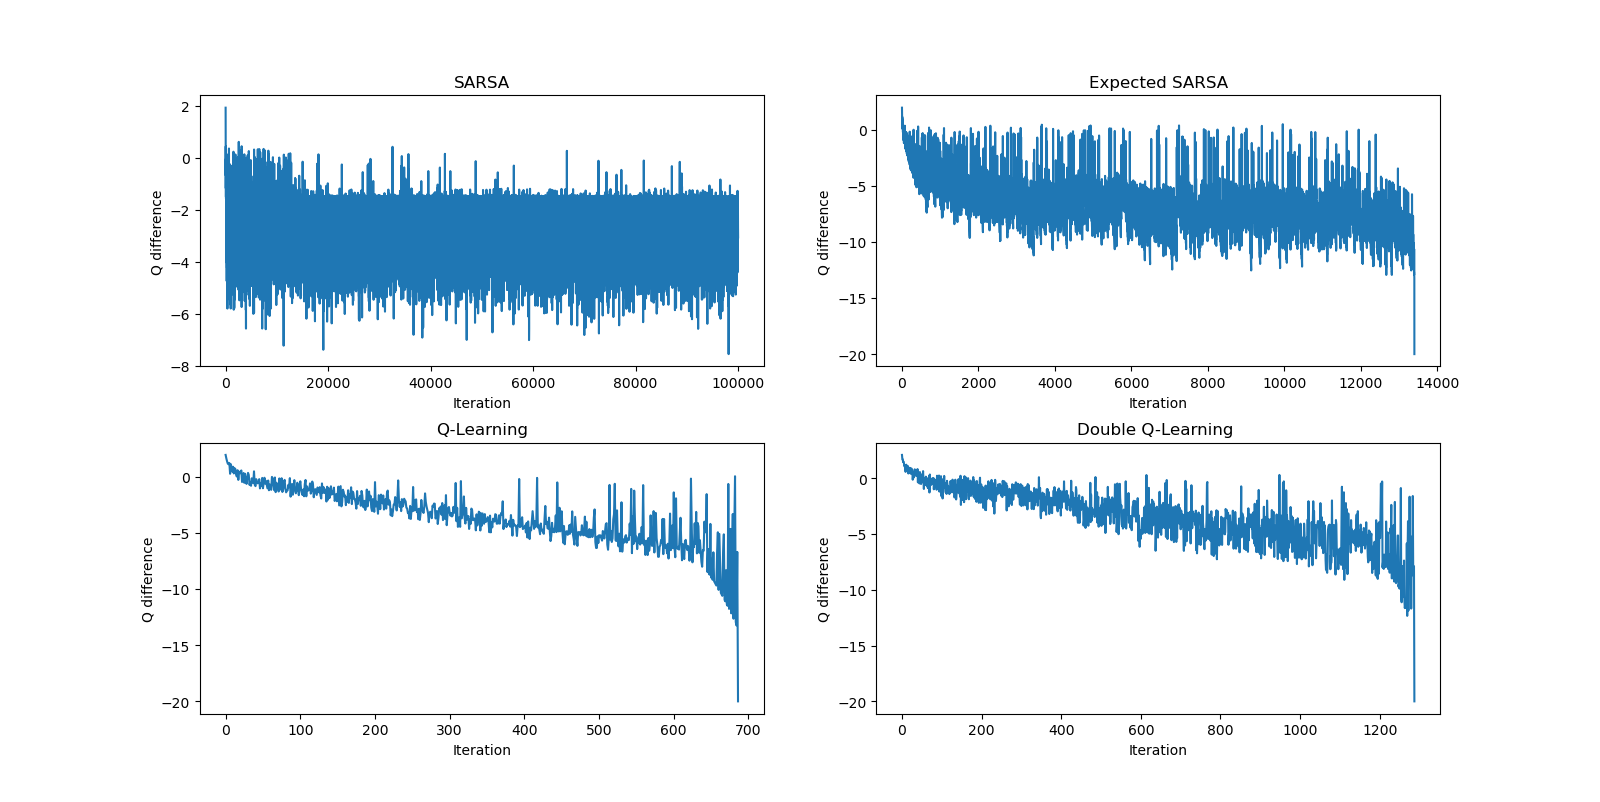 SARSA
2
0
−2
−4
−6
−8
Q difference
0 20000 40000 60000 80000 100000
Iteration
Expected SARSA
0
−5
−10
−15
−20
Q difference
0 2000 4000 6000 8000 10000 12000 14000
Iteration
Q-Learning
0
−5
−10
−15
−20
Q difference
0 100 200 300 400 500 600 700
Iteration
Double Q-Learning
0
−5
−10
−15
−20
Q difference
0 200 400 600 800 1000 1200
Iteration